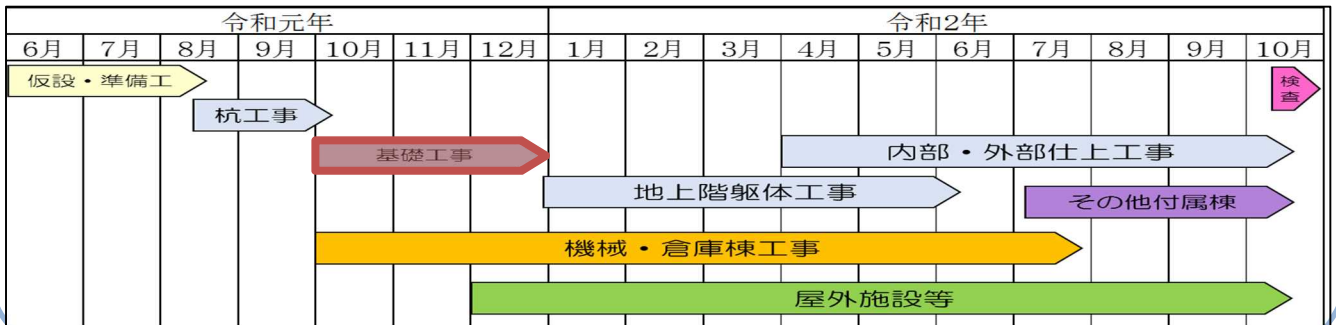 令和元年 令和2年
6月 7月 8月 9月 10月 11月 12月 1月 2月 3月 4月 5月 6月 7月 8月 9月 10月
仮設・準備工 検査
杭工事
基礎工事 内部・外部仕上工事
地上階躯体工事 その他付属棟
機械・倉庫棟工事
屋外施設等